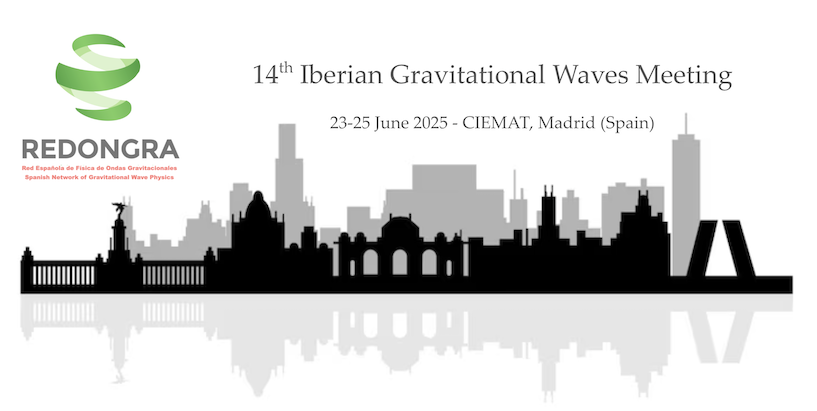 14th Iberian Gravitational Waves Meeting
23-25 June 2025 - CIEMAT, Madrid (Spain)
REDONGRA
Red Española de Física de Ondas Gravitacionales
Spanish Network of Gravitational Wave Physics